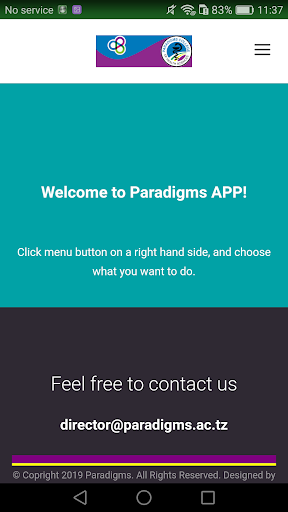 No service 83% 11:37
Welcome to Paradigms APP!
Click menu button on a right hand side, and choose
what you want to do.
Feel free to contact us
director@paradigms.ac.tz
© Copright 2019 Paradigms. All Rights Reserved. Designed by